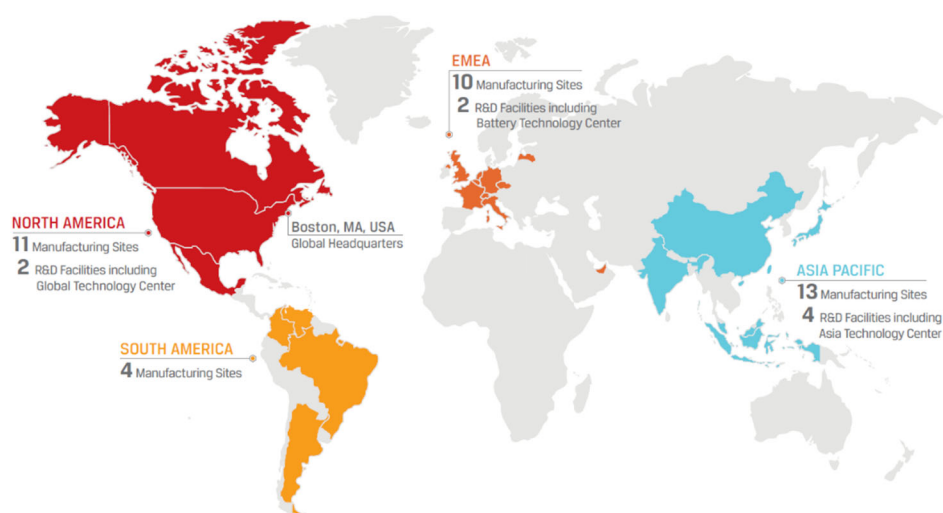 EMEA
10 Manufacturing Sites
2 R&D Facilities including
Battery Technology Center
NORTH AMERICA
11 Manufacturing Sites
2 R&D Facilities including
Global Technology Center
Boston, MA, USA
Global Headquarters
ASIA PACIFIC
13 Manufacturing Sites
4 R&D Facilities including
Asia Technology Center
SOUTH AMERICA
4 Manufacturing Sites